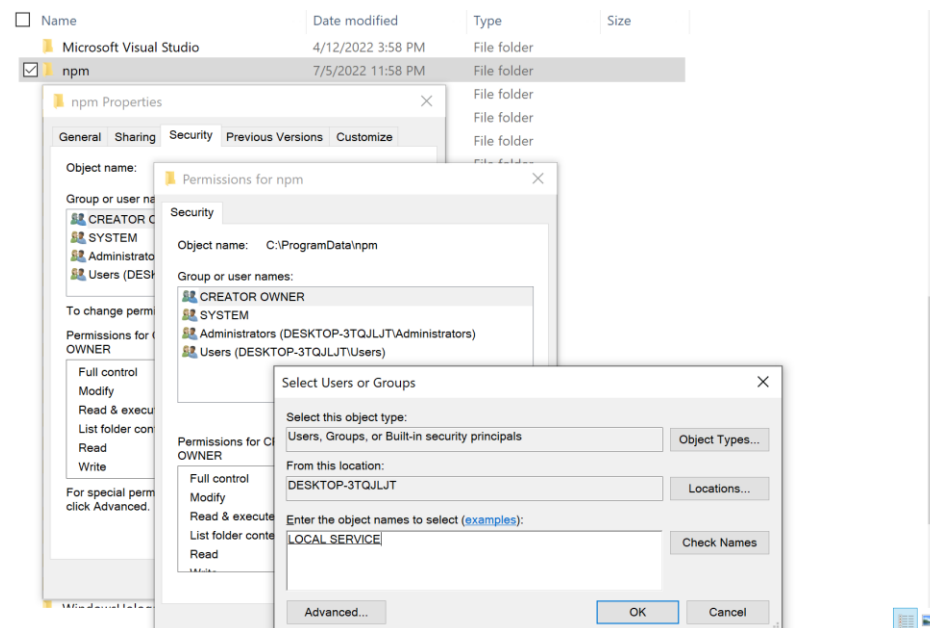 Name Date modified Type Size
Microsoft Visual Studio 4/12/2022 3:58 PM File folder
npm 7/5/2022 11:58 PM File folder
File folder
File folder
File folder
File folder
npm Properties
General Sharing Security Previous Versions Customize
Object name:
Group or user na
CREATOR O
SYSTEM
Administrato
Users (DESK
To change permi
Permissions for C
OWNER
Full control
Modify
Read & execu
List folder con
Read
Write
For special perm
click Advanced.
Permissions for npm
Security
Object name: C:\ProgramData\npm
Group or user names:
CREATOR OWNER
SYSTEM
Administrators (DESKTOP-3TQJLJT\Administrators)
Users (DESKTOP-3TQJLJT\Users)
Permissions for CR
OWNER
Full control
Modify
Read & execute
List folder conte
Read
Write
Select Users or Groups
Select this object type:
Users, Groups, or Built-in security principals
Object Types...
From this location:
DESKTOP-3TQJLJT
Locations...
Enter the object names to select (examples):
LOCAL SERVICE
Check Names
Advanced...
OK Cancel